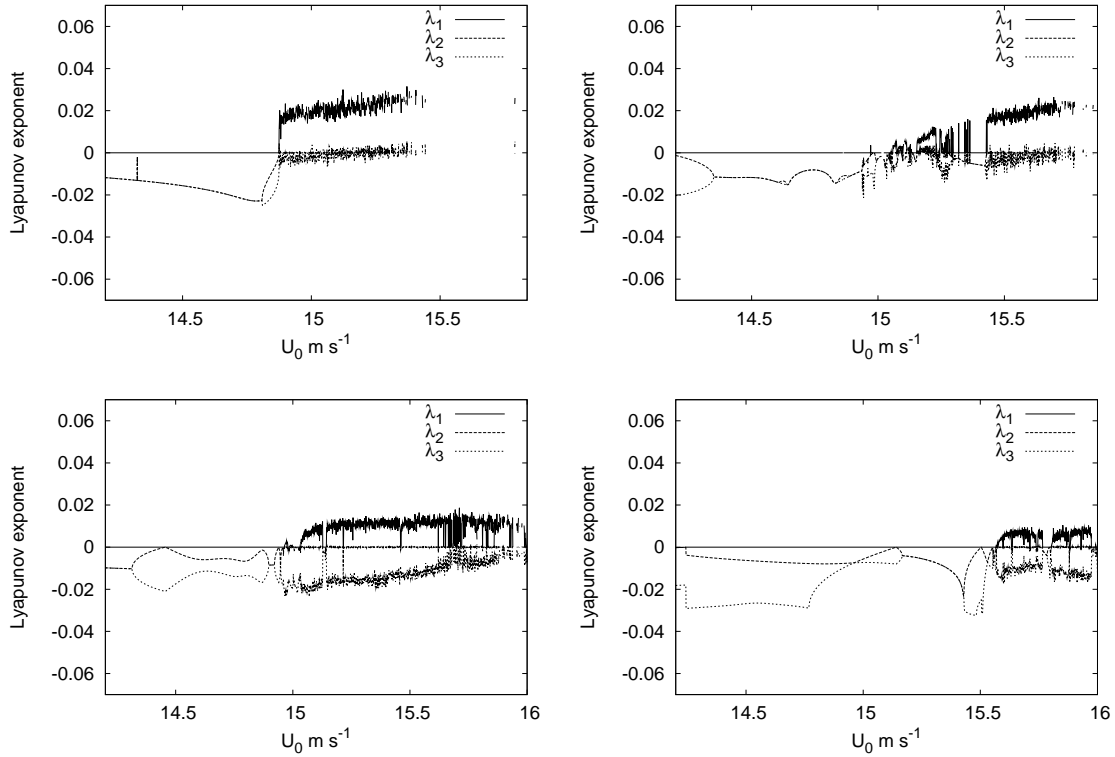 0.06
0.04
0.02
0
-0.02
-0.04
-0.06
14.5
15
15.5
Lyapunov exponent
U₀ m s⁻¹
λ₁
λ₂
λ₃
0.06
0.04
0.02
0
-0.02
-0.04
-0.06
14.5
15
15.5
Lyapunov exponent
U₀ m s⁻¹
λ₁
λ₂
λ₃
0.06
0.04
0.02
0
-0.02
-0.04
-0.06
14.5
15
15.5
16
Lyapunov exponent
U₀ m s⁻¹
λ₁
λ₂
λ₃
0.06
0.04
0.02
0
-0.02
-0.04
-0.06
14.5
15
15.5
16
Lyapunov exponent
U₀ m s⁻¹
λ₁
λ₂
λ₃